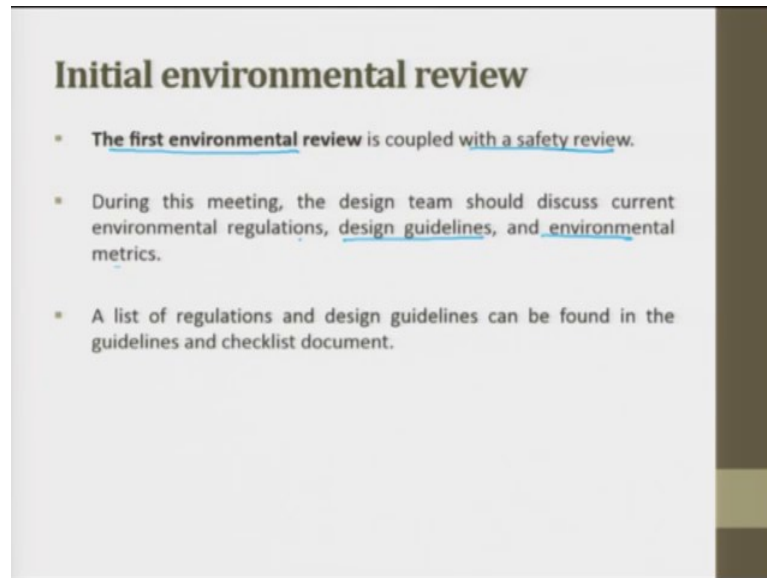 Initial environmental review
The first environmental review is coupled with a safety review.
During this meeting, the design team should discuss current
environmental regulations, design guidelines, and environmental
metrics.
A list of regulations and design guidelines can be found in the
guidelines and checklist document.